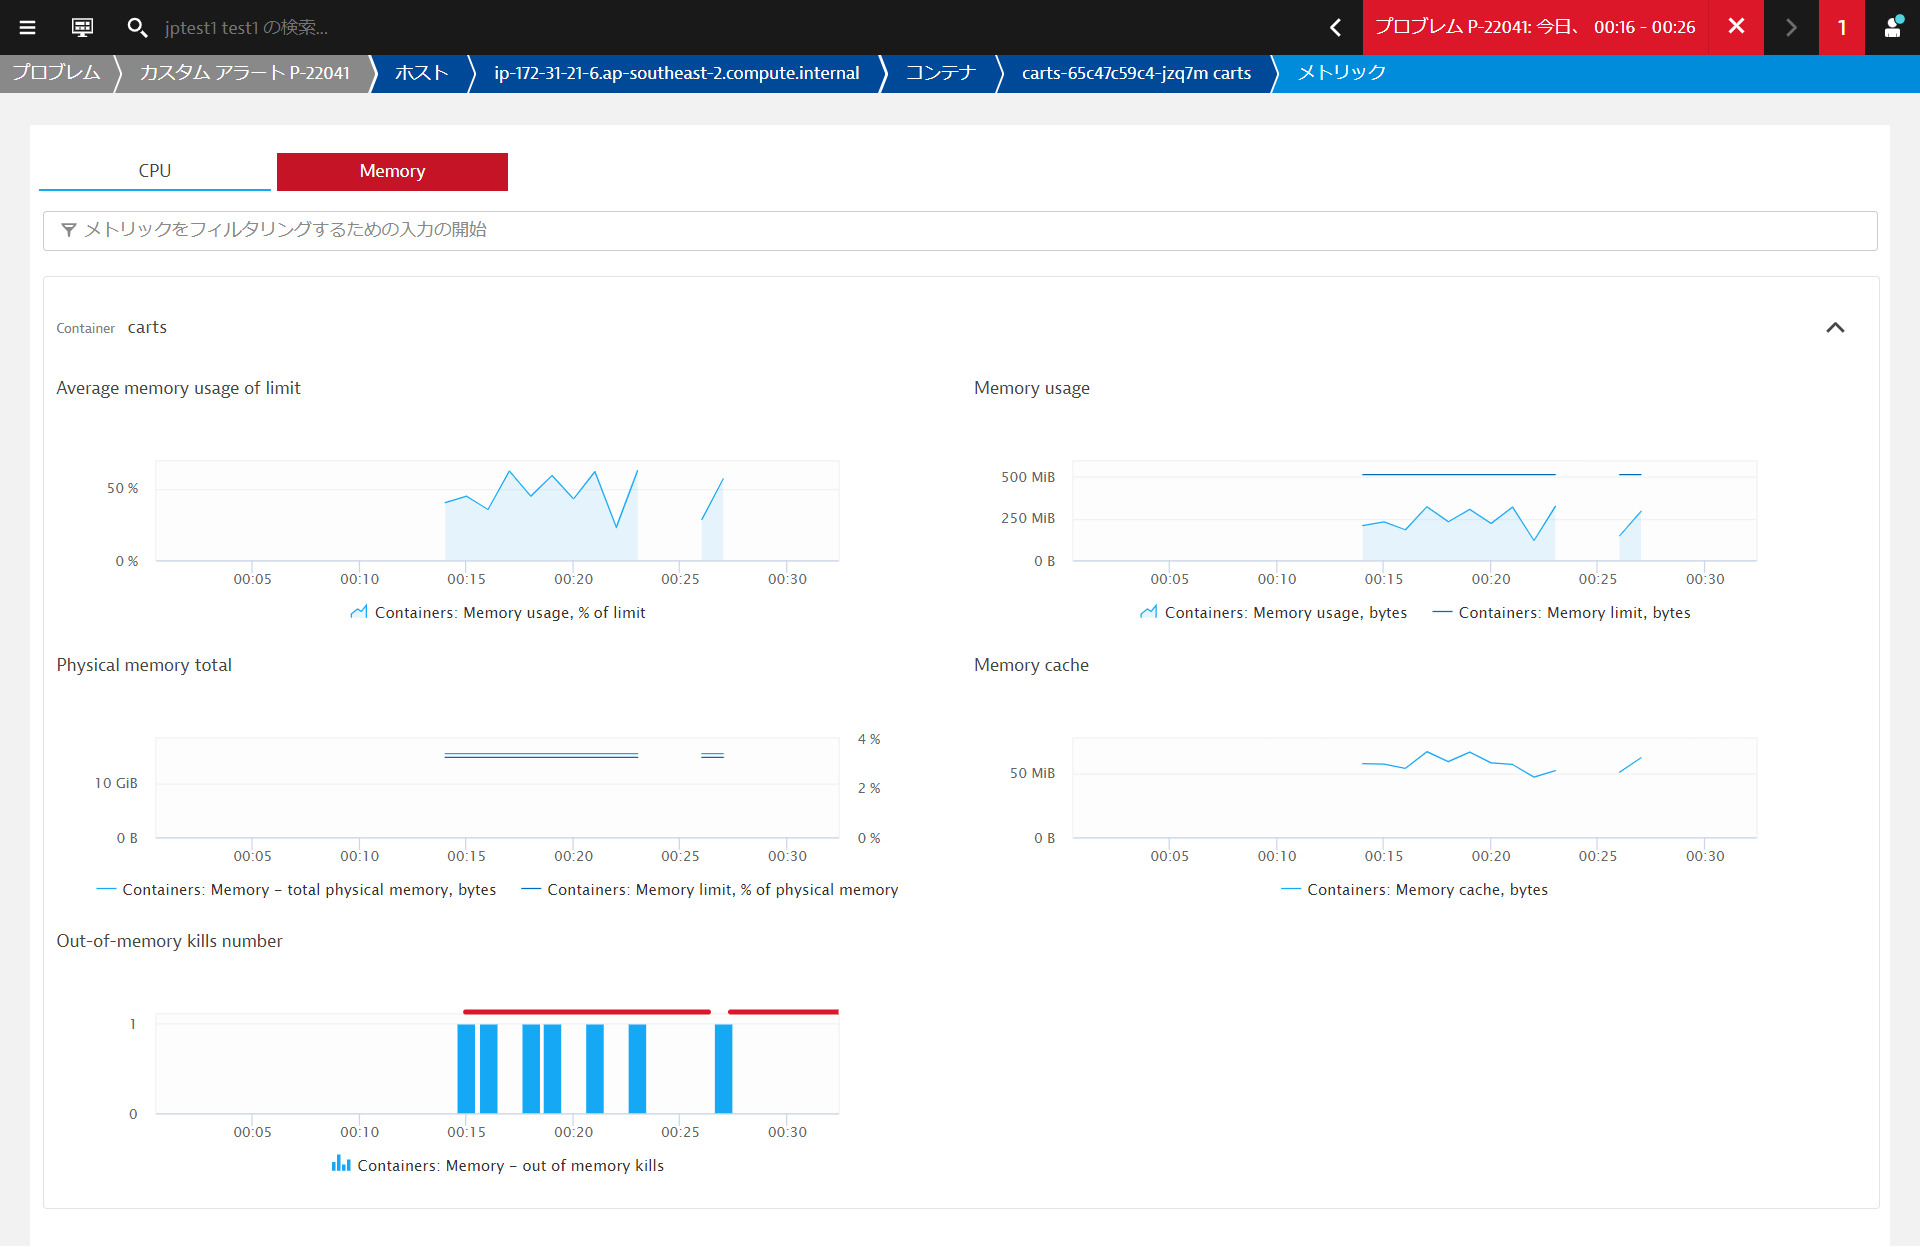 jptest1 test1 の検索...
プロブレム P-22041: 今日、 00:16 - 00:26
1
プロブレム
カスタム アラート P-22041
ホスト
ip-172-31-21-6.ap-southeast-2.compute.internal
コンテナ
carts-65c47c59c4-jzq7m carts
メトリック
CPU
Memory
メトリックをフィルタリングするための入力の開始
Container carts
Average memory usage of limit
50 %
0 %
00:05 00:10 00:15 00:20 00:25 00:30
Containers: Memory usage, % of limit
Memory usage
500 MiB
250 MiB
0 B
00:05 00:10 00:15 00:20 00:25 00:30
Containers: Memory usage, bytes Containers: Memory limit, bytes
Physical memory total
10 GiB
0 B
4 %
2 %
0 %
00:05 00:10 00:15 00:20 00:25 00:30
Containers: Memory – total physical memory, bytes Containers: Memory limit, % of physical memory
Memory cache
50 MiB
0 B
00:05 00:10 00:15 00:20 00:25 00:30
Containers: Memory cache, bytes
Out-of-memory kills number
1
0
00:05 00:10 00:15 00:20 00:25 00:30
Containers: Memory – out of memory kills